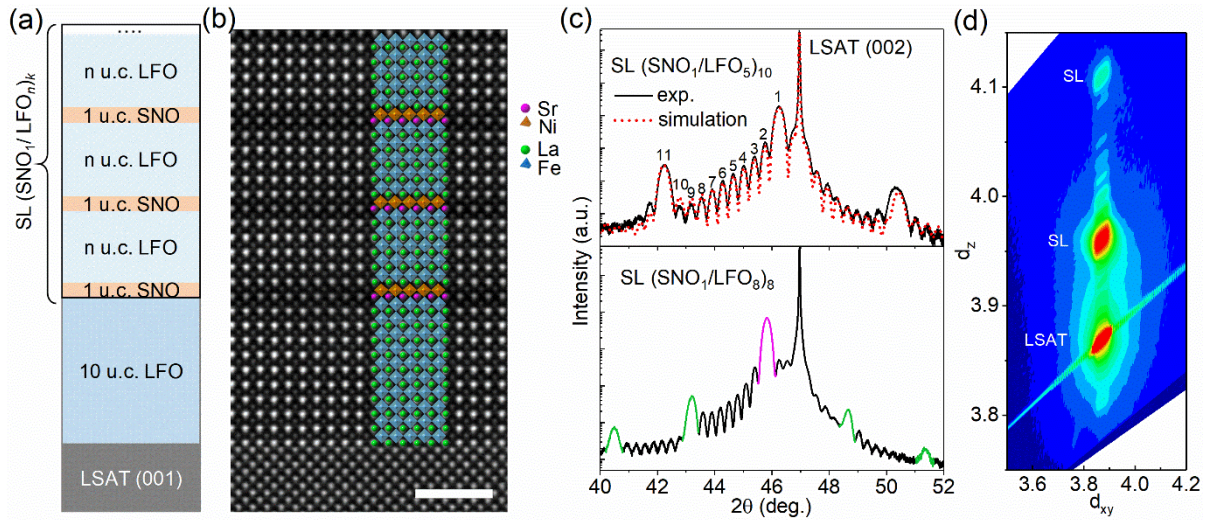 (a)
SL (SNO₁/ LFOₙ)ₖ
....
n u.c. LFO
1 u.c. SNO
n u.c. LFO
1 u.c. SNO
n u.c. LFO
1 u.c. SNO
10 u.c. LFO
LSAT (001)
(b)
Sr
Ni
La
Fe
(c)
Intensity (a.u.)
LSAT (002)
SL (SNO₁/LFO₅)₁₀
exp.
simulation
11
10
9
8
7
6
5
4
3
2
1
SL (SNO₁/LFO₈)₈
40 42 44 46 48 50 52
2θ (deg.)
(d)
SL
SL
LSAT
4.1
4.0
3.9
3.8
d_z
3.6 3.8 4.0 4.2
d_xy